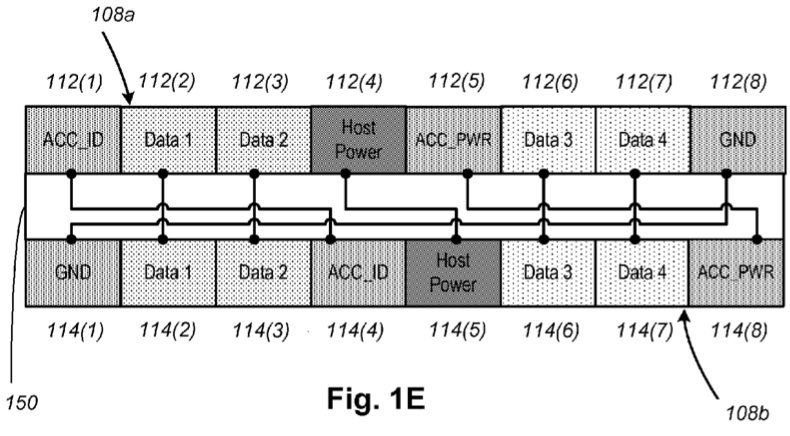 108a
112(1) 112(2) 112(3) 112(4) 112(5) 112(6) 112(7) 112(8)
ACC_ID Data 1 Data 2 Host Power ACC_PWR Data 3 Data 4 GND
GND Data 1 Data 2 ACC_ID Host Power Data 3 Data 4 ACC_PWR
114(1) 114(2) 114(3) 114(4) 114(5) 114(6) 114(7) 114(8)
150
Fig. 1E
108b